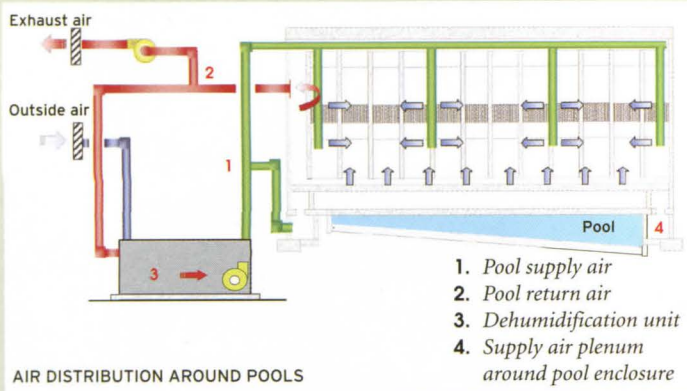 Exhaust air
2
Outside air
1
3
Pool
4
1. Pool supply air
2. Pool return air
3. Dehumidification unit
4. Supply air plenum
around pool enclosure
AIR DISTRIBUTION AROUND POOLS